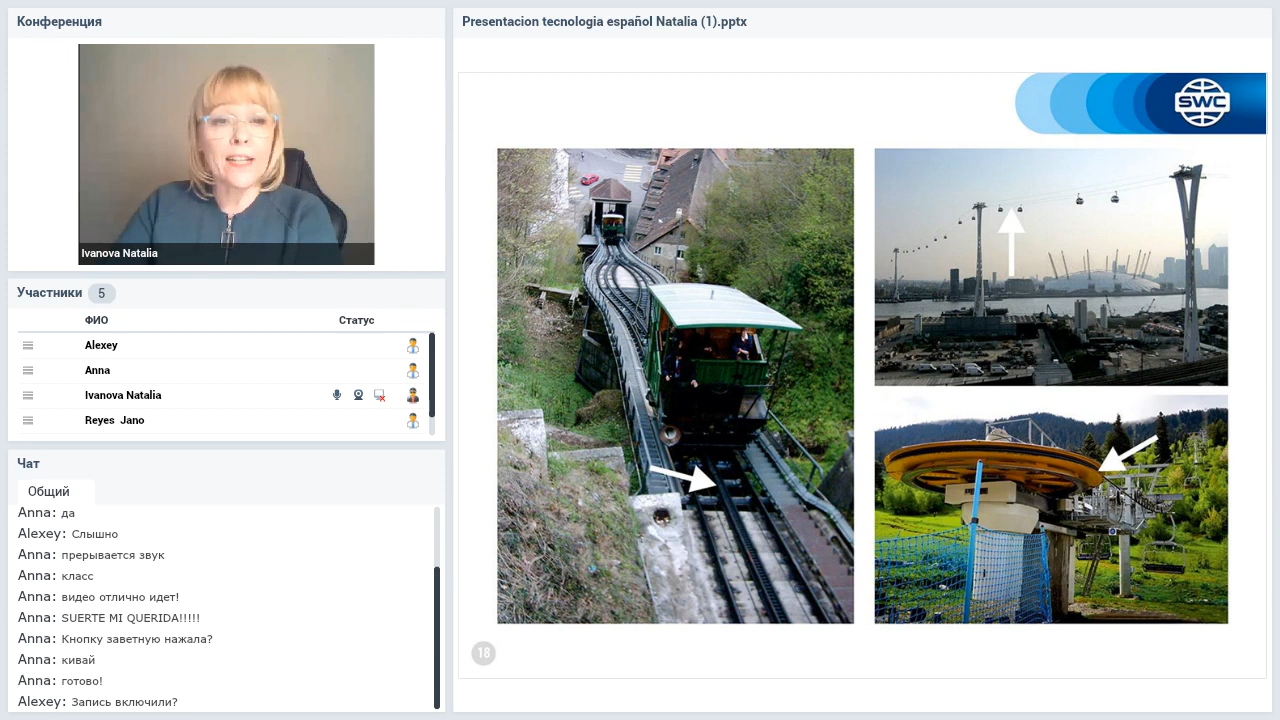 Конференция
Ivanova Natalia
Участники 5
ФИО Статус
Alexey
Anna
Ivanova Natalia
Reyes Jano
Чат
Общий
Anna: да
Alexey: Слышно
Anna: прерывается звук
Anna: класс
Anna: видео отлично идет!
Anna: SUERTE MI QUERIDA!!!!!
Anna: Кнопку заветную нажала?
Anna: кивай
Anna: готово!
Alexey: Запись включили?
Presentacion tecnologia español Natalia (1).pptx
SWC
18